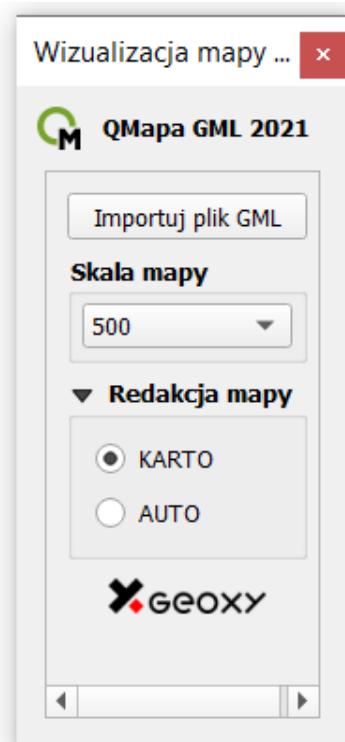 Wizualizacja mapy ...
QMapa GML 2021
Importuj plik GML
Skala mapy
500
Redakcja mapy
KARTO
AUTO
GEOXY